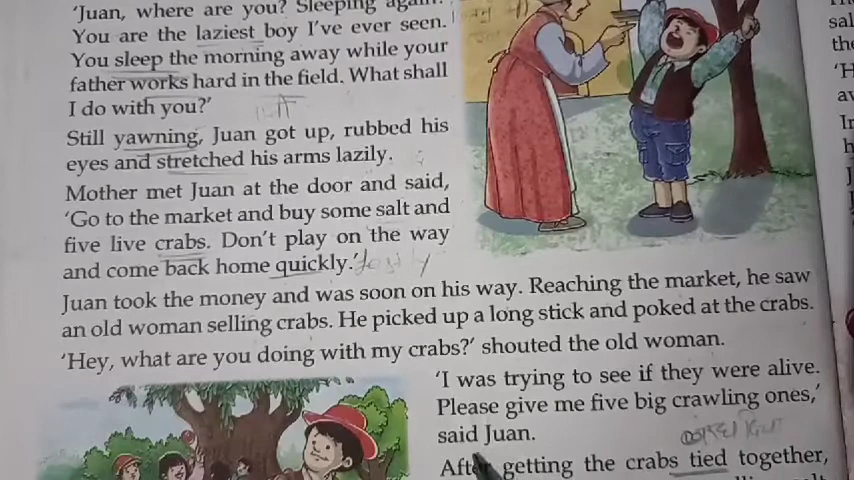 'Juan, where are you? Sleeping again.
You are the laziest boy I've ever seen.
You sleep the morning away while your
father works hard in the field. What shall
I do with you?'
Still yawning, Juan got up, rubbed his
eyes and stretched his arms lazily.
Mother met Juan at the door and said,
'Go to the market and buy some salt and
five live crabs. Don't play on the way
and come back home quickly.'
Juan took the money and was soon on his way. Reaching the market, he saw
an old woman selling crabs. He picked up a long stick and poked at the crabs.
'Hey, what are you doing with my crabs?' shouted the old woman.
'I was trying to see if they were alive.
Please give me five big crawling ones,'
said Juan.
After getting the crabs tied together,